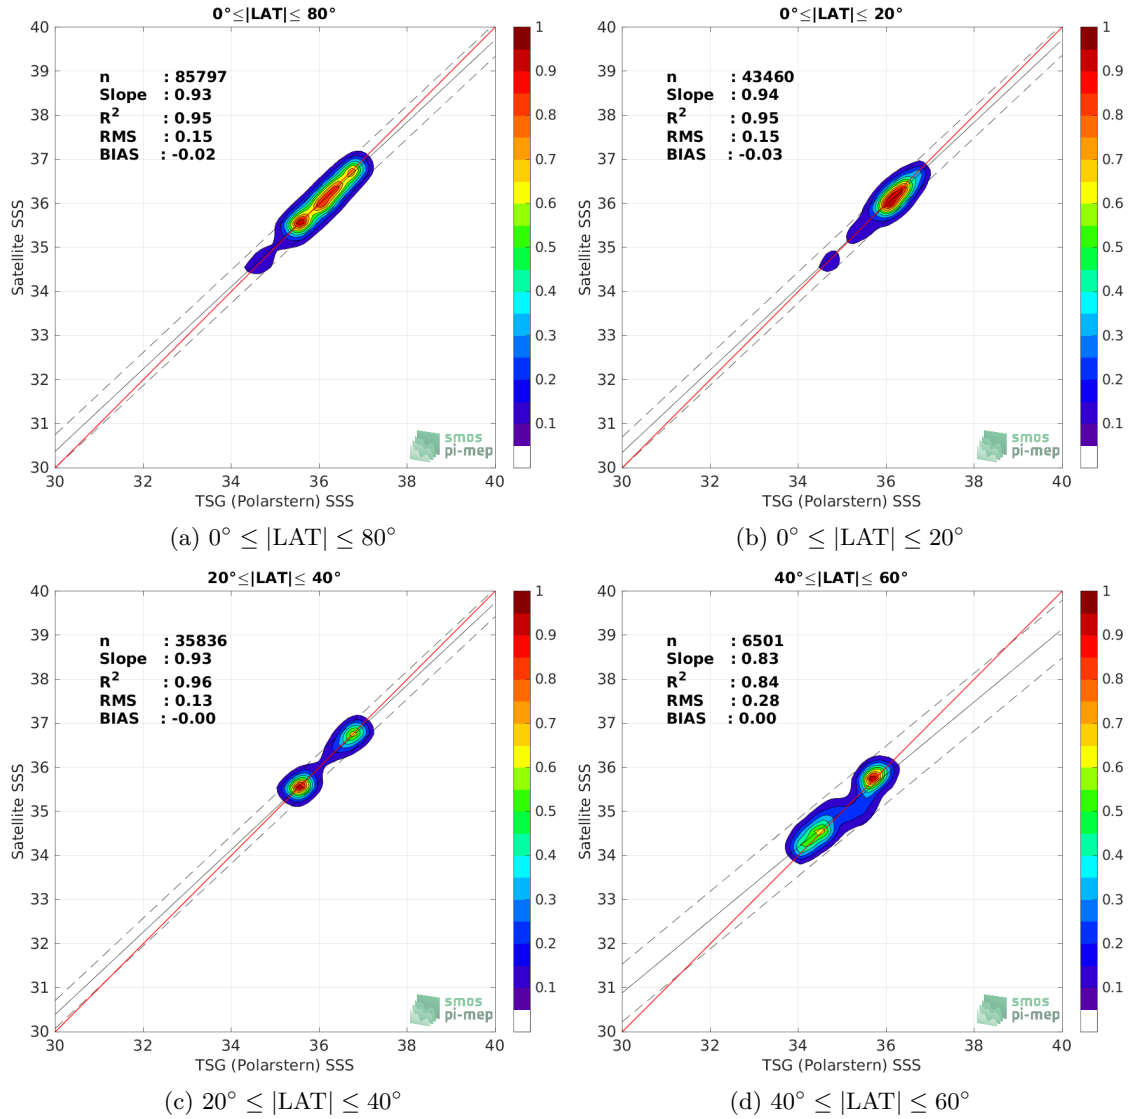 0°≤|LAT|≤ 80°
n : 85797
Slope : 0.93
R² : 0.95
RMS : 0.15
BIAS : -0.02
40
39
38
37
36
35
34
33
32
31
30
Satellite SSS
30 32 34 36 38 40
TSG (Polarstern) SSS
smos
pi-mep
1
0.9
0.8
0.7
0.6
0.5
0.4
0.3
0.2
0.1
(a) 0° ≤ |LAT| ≤ 80°
0°≤|LAT|≤ 20°
n : 43460
Slope : 0.94
R² : 0.95
RMS : 0.15
BIAS : -0.03
40
39
38
37
36
35
34
33
32
31
30
Satellite SSS
30 32 34 36 38 40
TSG (Polarstern) SSS
smos
pi-mep
1
0.9
0.8
0.7
0.6
0.5
0.4
0.3
0.2
0.1
(b) 0° ≤ |LAT| ≤ 20°
20°≤|LAT|≤ 40°
n : 35836
Slope : 0.93
R² : 0.96
RMS : 0.13
BIAS : -0.00
40
39
38
37
36
35
34
33
32
31
30
Satellite SSS
30 32 34 36 38 40
TSG (Polarstern) SSS
smos
pi-mep
1
0.9
0.8
0.7
0.6
0.5
0.4
0.3
0.2
0.1
(c) 20° ≤ |LAT| ≤ 40°
40°≤|LAT|≤ 60°
n : 6501
Slope : 0.83
R² : 0.84
RMS : 0.28
BIAS : 0.00
40
39
38
37
36
35
34
33
32
31
30
Satellite SSS
30 32 34 36 38 40
TSG (Polarstern) SSS
smos
pi-mep
1
0.9
0.8
0.7
0.6
0.5
0.4
0.3
0.2
0.1
(d) 40° ≤ |LAT| ≤ 60°